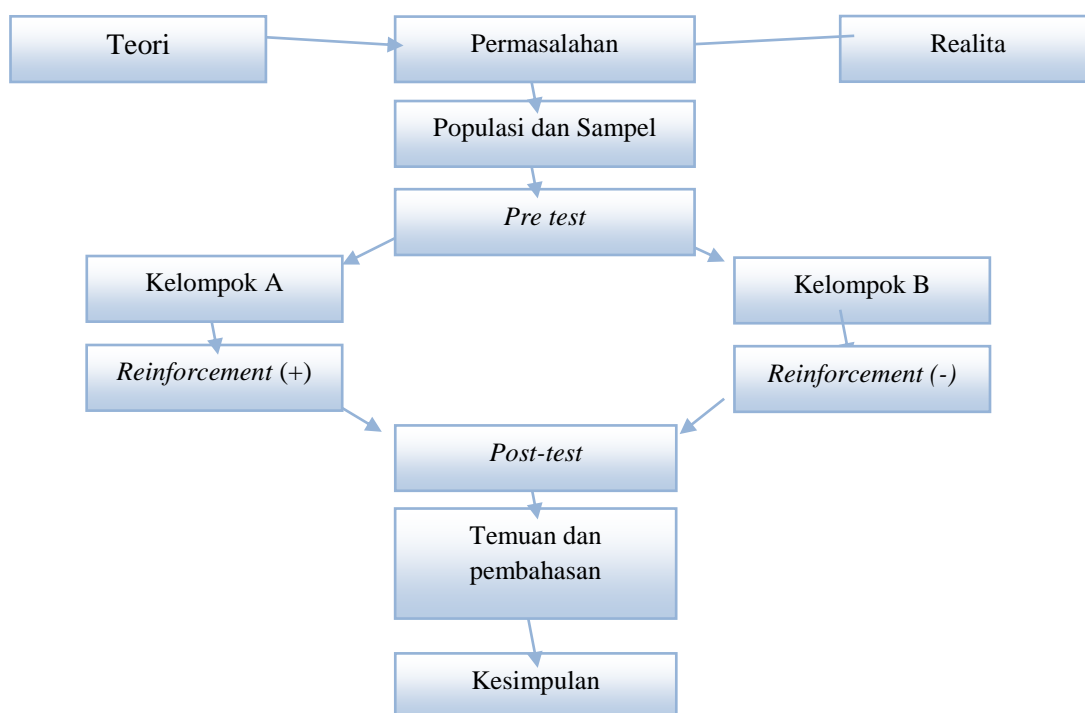 Teori
Permasalahan
Realita
Populasi dan Sampel
Pre test
Kelompok A
Kelompok B
Reinforcement (+)
Reinforcement (-)
Post-test
Temuan dan
pembahasan
Kesimpulan